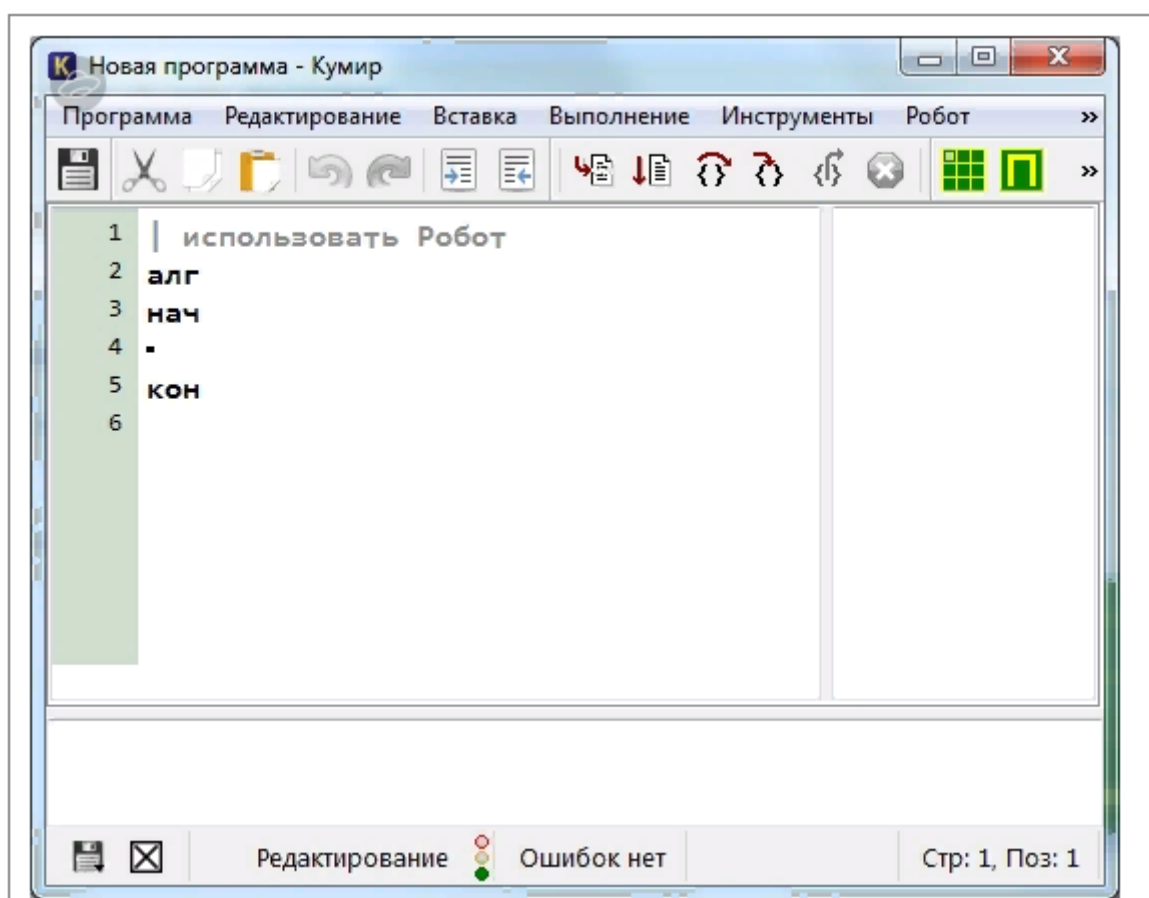 Новая программа - Кумир
Программа Редактирование Вставка Выполнение Инструменты Робот »
»
1 | использовать Робот
2 алг
3 нач
4 .
5 кон
6
Редактирование Ошибок нет Стр: 1, Поз: 1